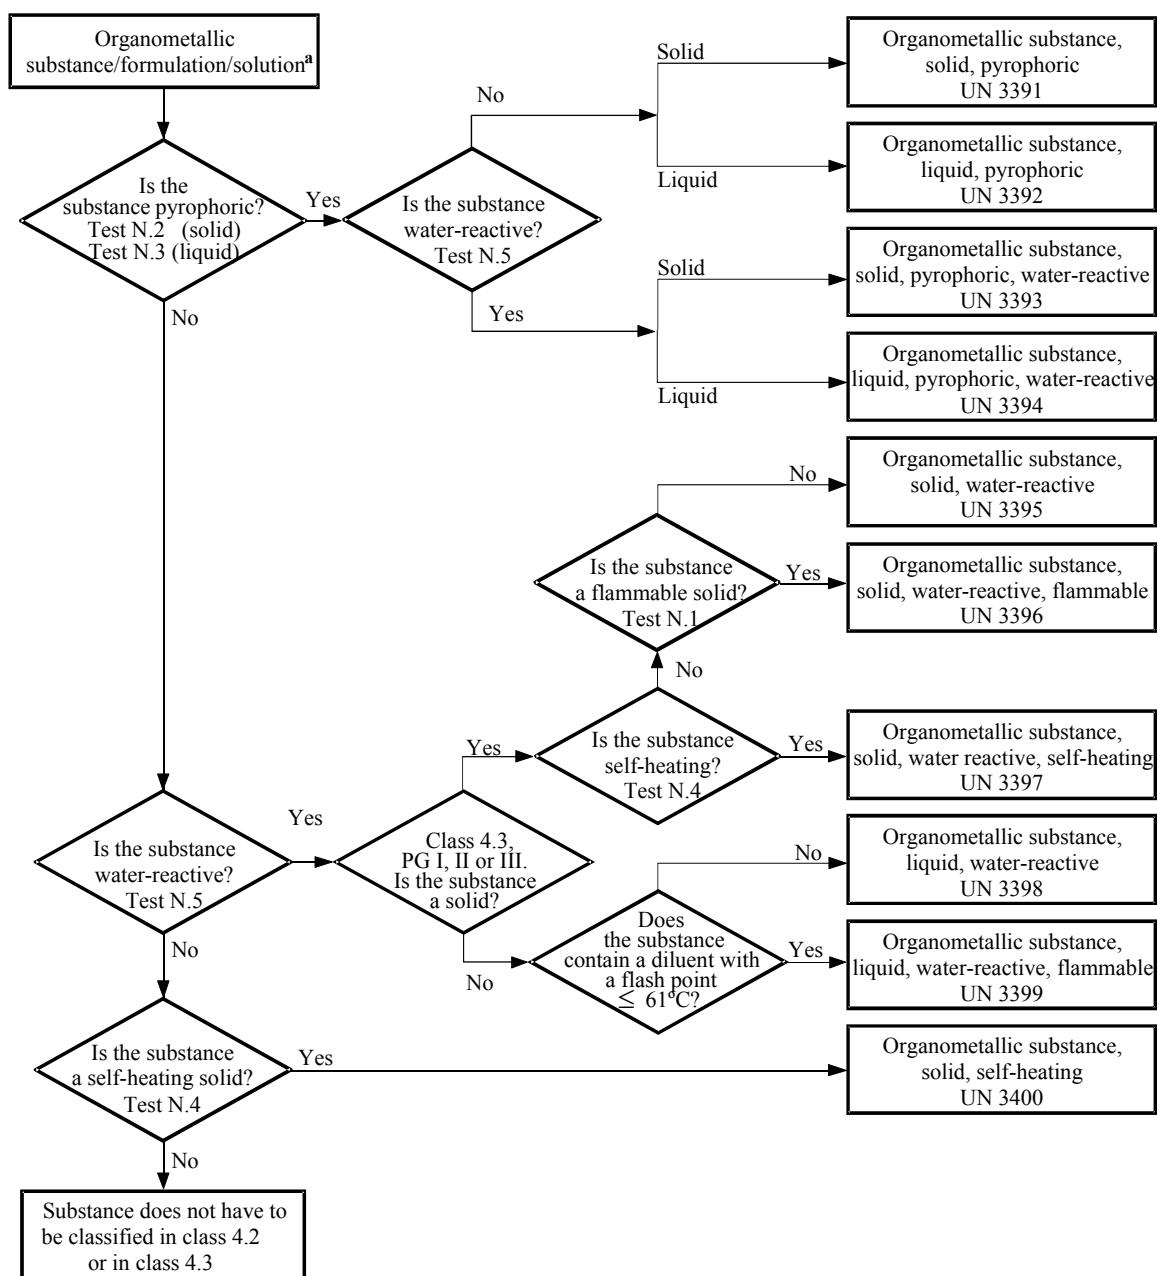 Organometallic
substance/formulation/solutionᵃ
Is the
substance pyrophoric?
Test N.2 (solid)
Test N.3 (liquid)
Yes
No
Is the substance
water-reactive?
Test N.5
No
Yes
Solid
Liquid
Organometallic substance,
solid, pyrophoric
UN 3391
Organometallic substance,
liquid, pyrophoric
UN 3392
Solid
Liquid
Organometallic substance,
solid, pyrophoric, water-reactive
UN 3393
Organometallic substance,
liquid, pyrophoric, water-reactive
UN 3394
No
Organometallic substance,
solid, water-reactive
UN 3395
Is the substance
a flammable solid?
Test N.1
Yes
Organometallic substance,
solid, water-reactive, flammable
UN 3396
No
Is the substance
self-heating?
Test N.4
Yes
Organometallic substance,
solid, water reactive, self-heating
UN 3397
Is the substance
water-reactive?
Test N.5
Yes
No
Class 4.3,
PG I, II or III.
Is the substance
a solid?
Yes
No
Does
the substance
contain a diluent with
a flash point
≤ 61°C?
No
Organometallic substance,
liquid, water-reactive
UN 3398
Yes
Organometallic substance,
liquid, water-reactive, flammable
UN 3399
Is the substance
a self-heating solid?
Test N.4
Yes
Organometallic substance,
solid, self-heating
UN 3400
No
Substance does not have to
be classified in class 4.2
or in class 4.3